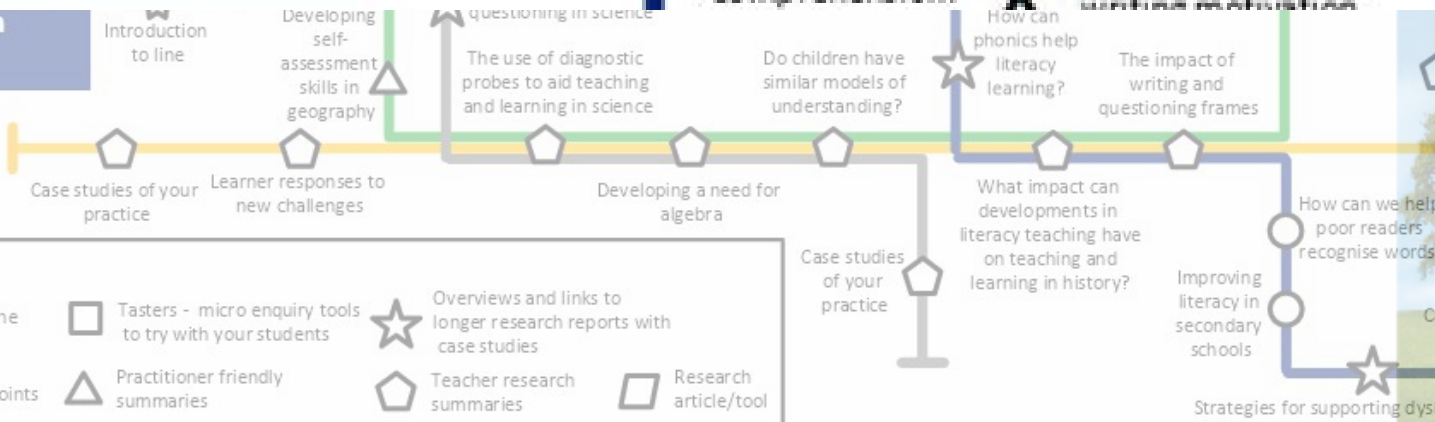 Introduction
to line
Developing
self-
assessment
skills in
geography
questioning in science
The use of diagnostic
probes to aid teaching
and learning in science
Do children have
similar models of
understanding?
How can
phonics help
literacy
learning?
The impact of
writing and
questioning frames
Case studies of your
practice
Learner responses to
new challenges
Developing a need for
algebra
Case studies
of your
practice
What impact can
developments in
literacy teaching have
on teaching and
learning in history?
How can we help
poor readers
recognise words
Improving
literacy in
secondary
schools
Strategies for supporting dys
Tasters - micro enquiry tools
to try with your students
Overviews and links to
longer research reports with
case studies
oints
Practitioner friendly
summaries
Teacher research
summaries
Research
article/tool